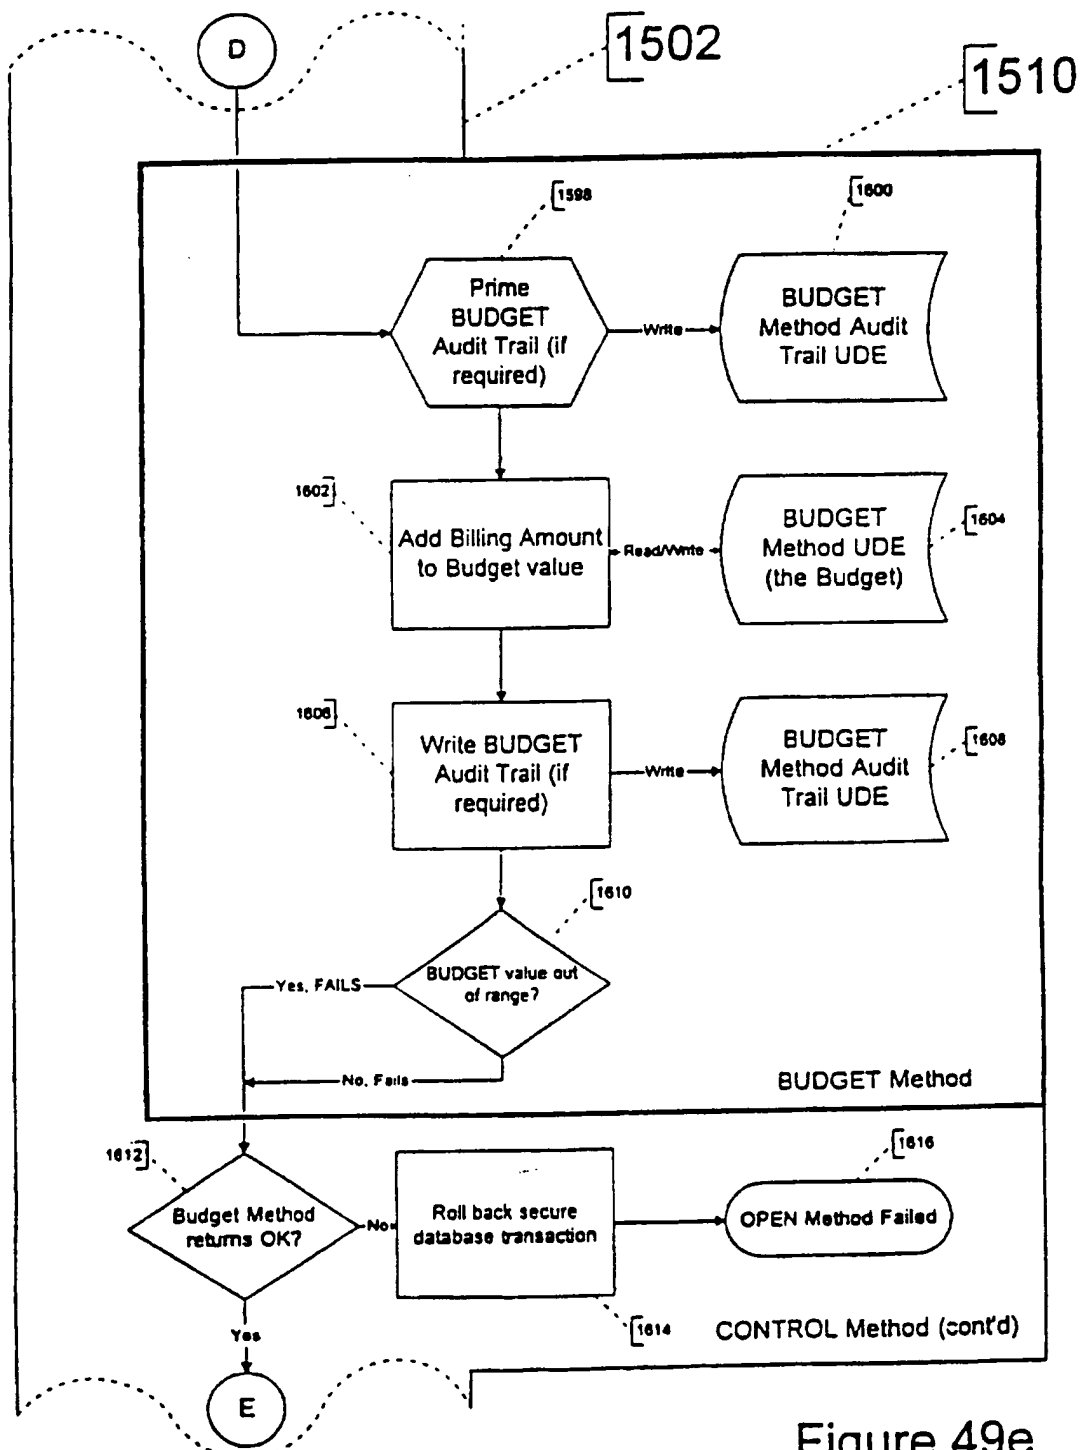 D
1502
1510
1598
1600
Prime
BUDGET
Audit Trail (if
required)
Write
BUDGET
Method Audit
Trail UDE
1602
Add Billing Amount
to Budget value
Read/Write
BUDGET
Method UDE
(the Budget)
1604
1606
Write BUDGET
Audit Trail (if
required)
Write
BUDGET
Method Audit
Trail UDE
1608
1610
BUDGET value out
of range?
Yes, FAILS
No, Fails
BUDGET Method
1612
Budget Method
returns OK?
No
Roll back secure
database transaction
1616
OPEN Method Failed
1614
Yes
CONTROL Method (cont'd)
E
Figure 49e